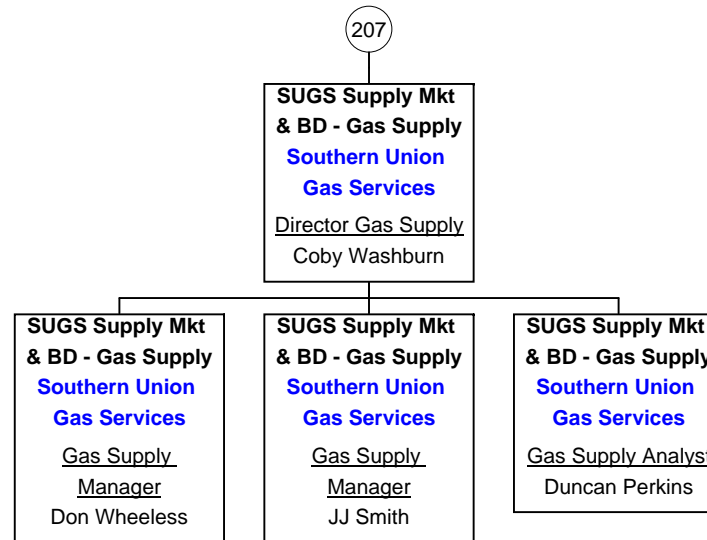 207
SUGS Supply Mkt
& BD - Gas Supply
Southern Union
Gas Services
Director Gas Supply
Coby Washburn
SUGS Supply Mkt
& BD - Gas Supply
Southern Union
Gas Services
Gas Supply
Manager
Don Wheeless
SUGS Supply Mkt
& BD - Gas Supply
Southern Union
Gas Services
Gas Supply
Manager
JJ Smith
SUGS Supply Mkt
& BD - Gas Supply
Southern Union
Gas Services
Gas Supply Analyst
Duncan Perkins